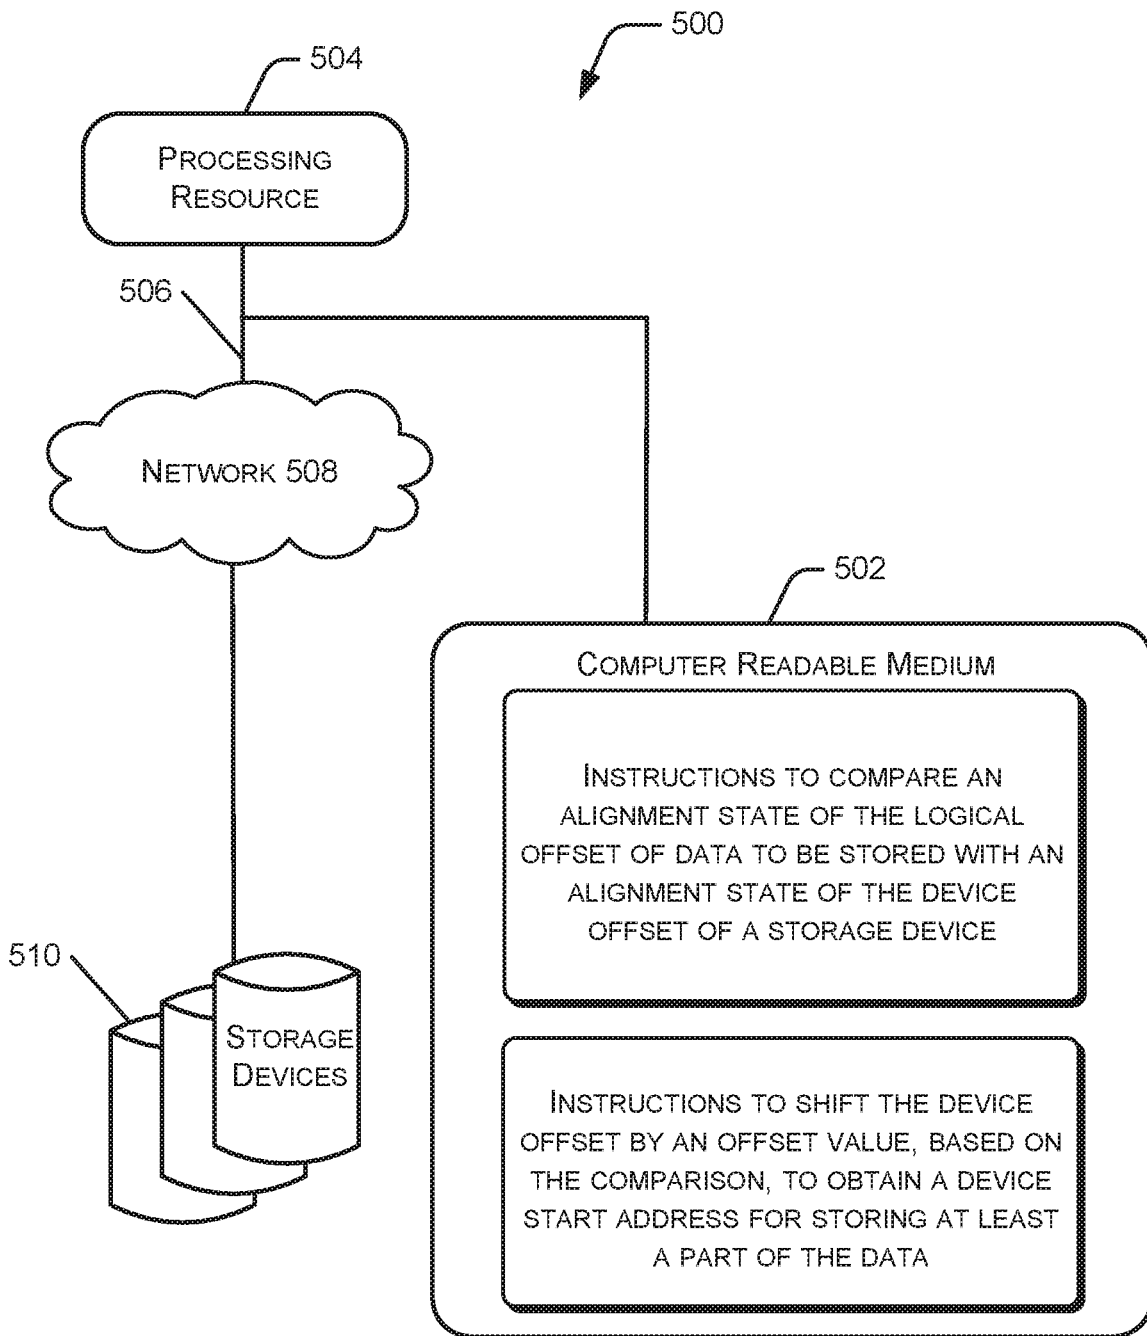 500
504
PROCESSING
RESOURCE
506
NETWORK 508
502
COMPUTER READABLE MEDIUM
INSTRUCTIONS TO COMPARE AN
ALIGNMENT STATE OF THE LOGICAL
OFFSET OF DATA TO BE STORED WITH AN
ALIGNMENT STATE OF THE DEVICE
OFFSET OF A STORAGE DEVICE
510
STORAGE
DEVICES
INSTRUCTIONS TO SHIFT THE DEVICE
OFFSET BY AN OFFSET VALUE, BASED ON
THE COMPARISON, TO OBTAIN A DEVICE
START ADDRESS FOR STORING AT LEAST
A PART OF THE DATA